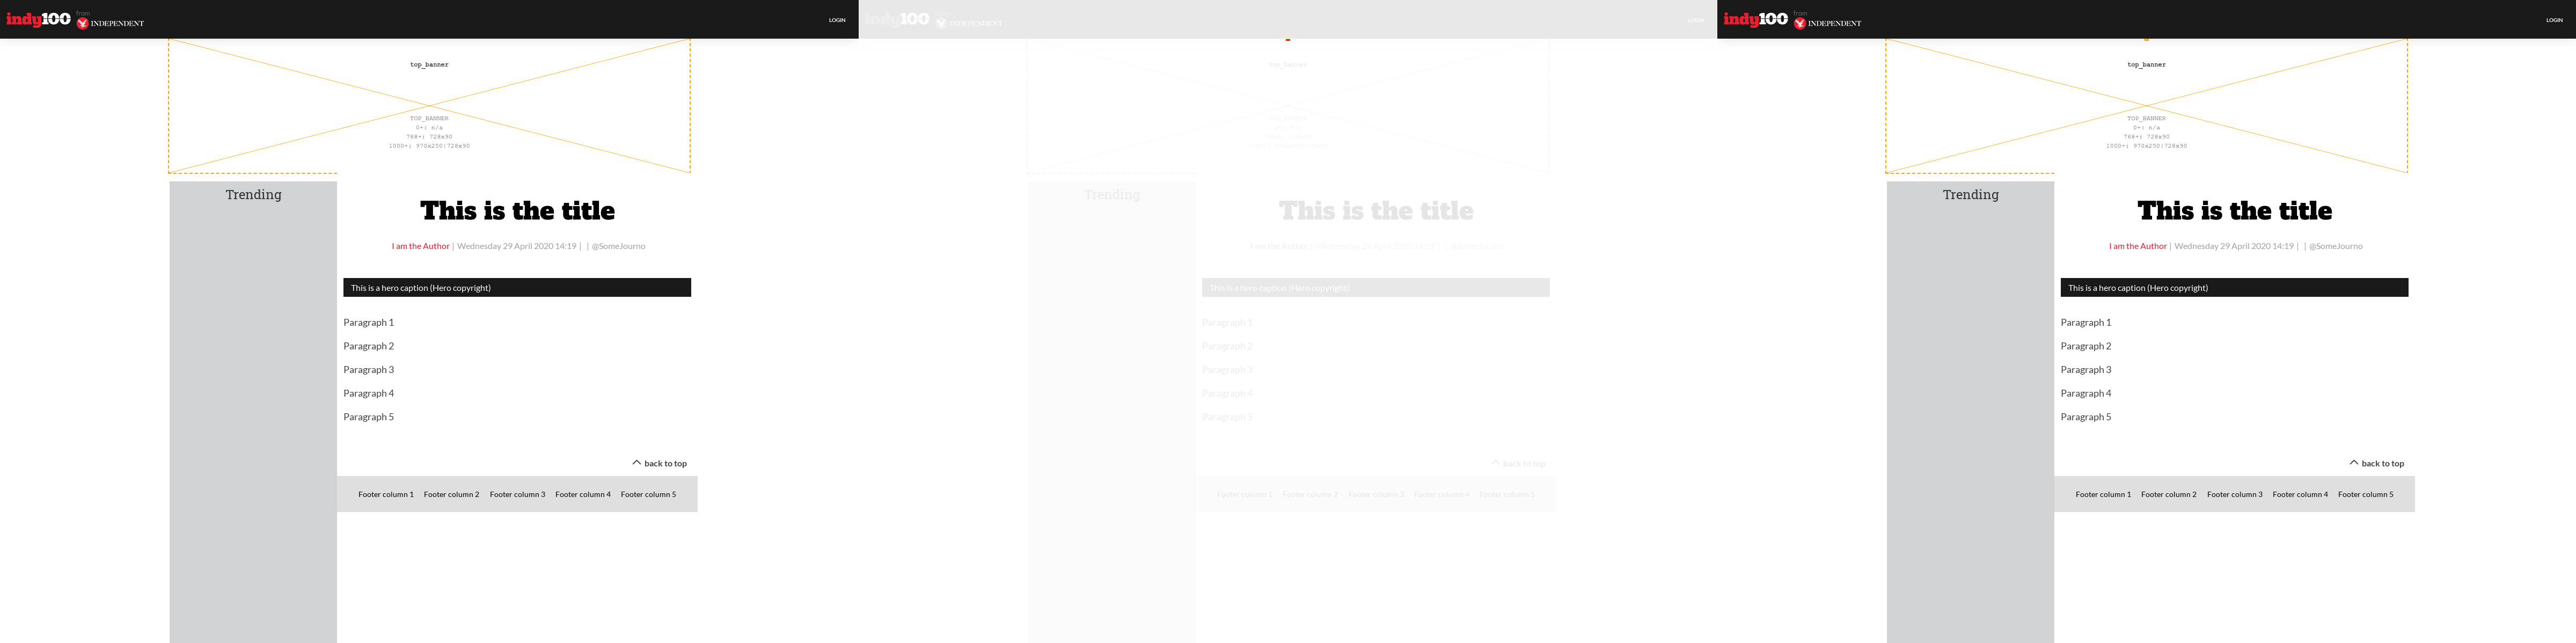 indy100 from INDEPENDENT
LOGIN
top_banner
TOP_BANNER
0+: n/a
768+: 728x90
1000+: 970x250|728x90
Trending
This is the title
I am the Author | Wednesday 29 April 2020 14:19 | | @SomeJourno
This is a hero caption (Hero copyright)
Paragraph 1
Paragraph 2
Paragraph 3
Paragraph 4
Paragraph 5
back to top
Footer column 1 Footer column 2 Footer column 3 Footer column 4 Footer column 5
indy100 INDEPENDENT
LOGIN
top_banner
TOP_BANNER
Trending
This is the title
I am the Author | Wednesday 29 April 2020 14:19 | | @SomeJourno
This is a hero caption (Hero copyright)
Paragraph 1
Paragraph 2
Paragraph 3
Paragraph 4
Paragraph 5
back to top
Footer column 1 Footer column 2 Footer column 3 Footer column 4 Footer column 5
indy100 from INDEPENDENT
LOGIN
top_banner
TOP_BANNER
0+: n/a
768+: 728x90
1000+: 970x250|728x90
Trending
This is the title
I am the Author | Wednesday 29 April 2020 14:19 | | @SomeJourno
This is a hero caption (Hero copyright)
Paragraph 1
Paragraph 2
Paragraph 3
Paragraph 4
Paragraph 5
back to top
Footer column 1 Footer column 2 Footer column 3 Footer column 4 Footer column 5